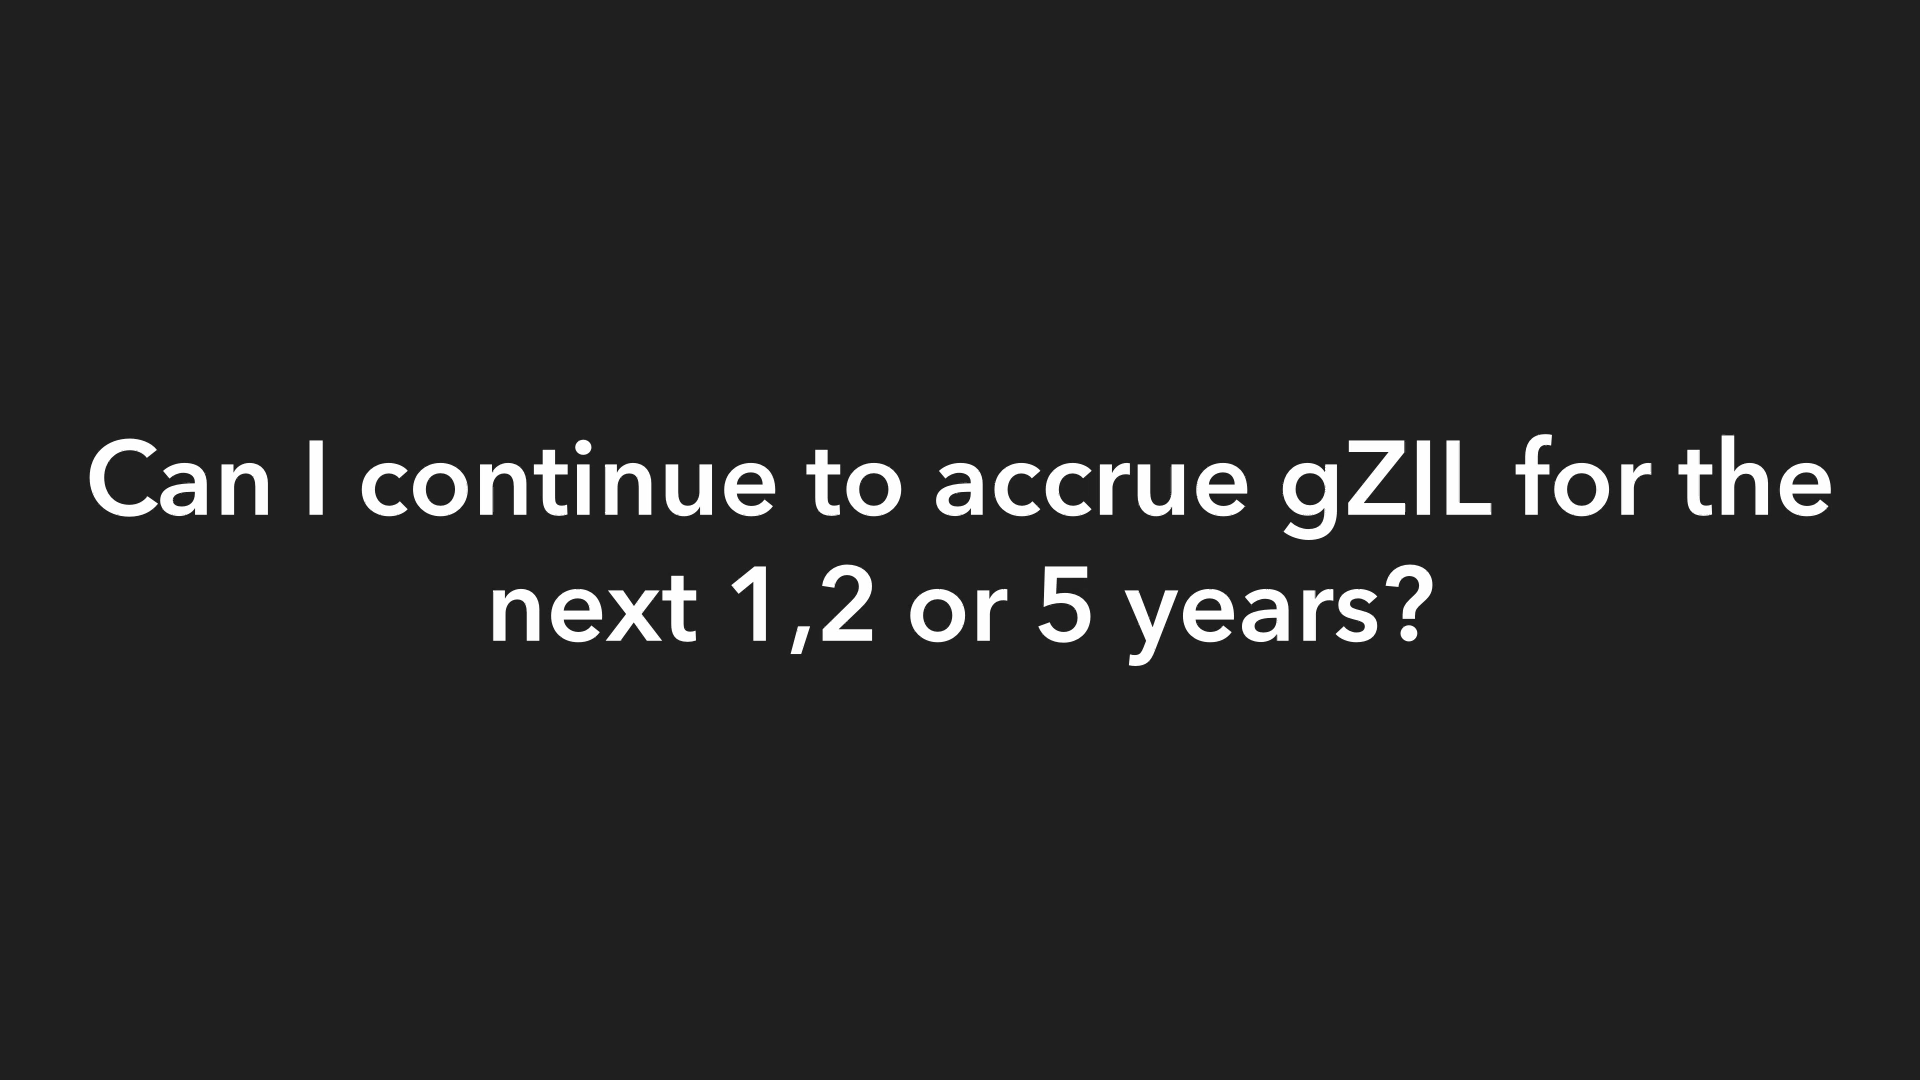 Can I continue to accrue gZIL for the
next 1,2 or 5 years?